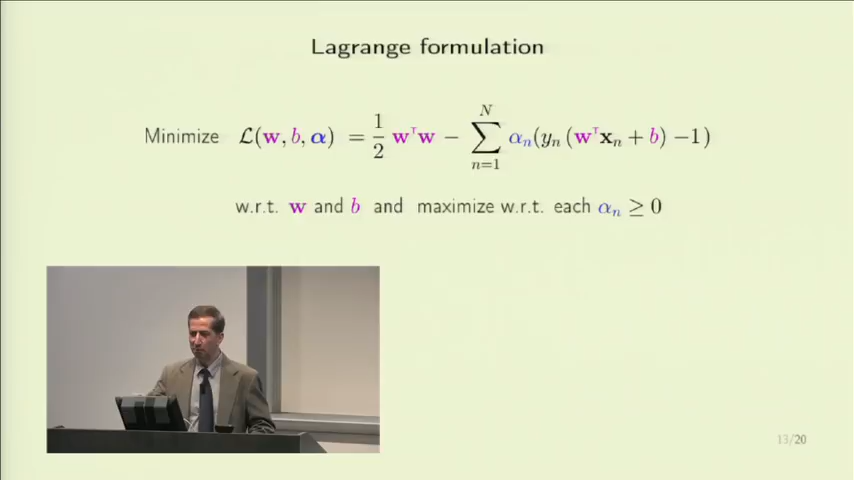 Lagrange formulation
Minimize 𝓛(w, b, α) = 1/2 wᵀw − ∑_{n=1}^{N} αₙ(yₙ (wᵀxₙ + b) −1)
w.r.t. w and b and maximize w.r.t. each αₙ ≥ 0
13/20